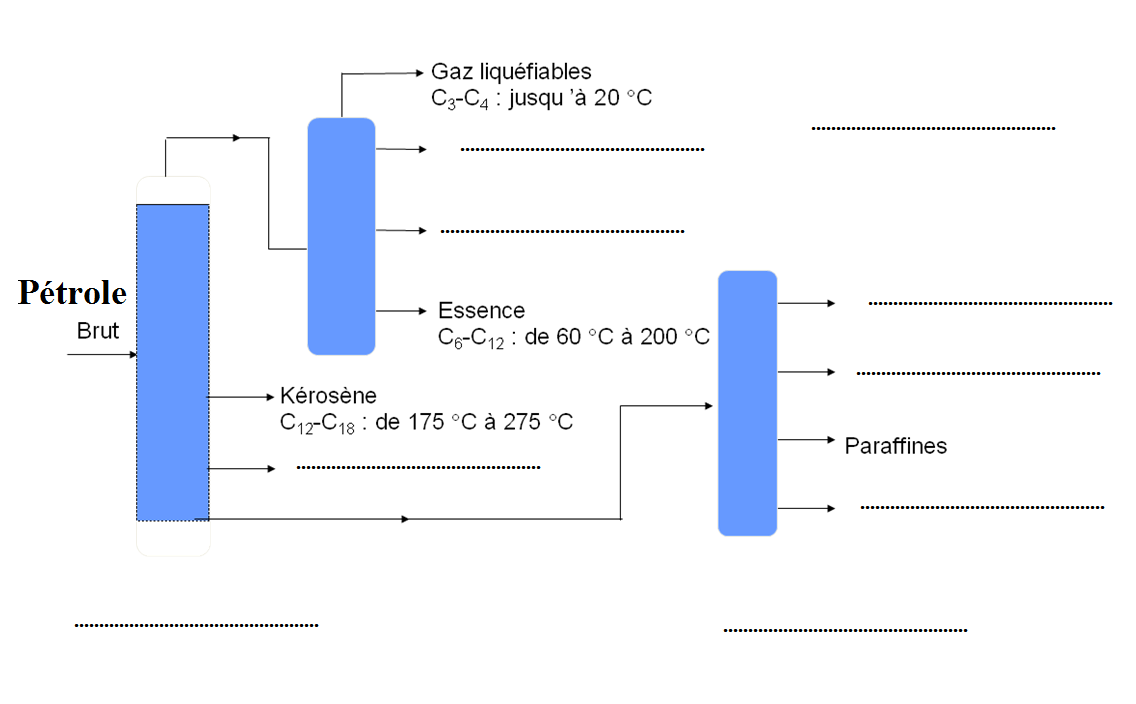 Gaz liquéfiables
C3-C4 : jusqu ’à 20 °C
................................................
................................................
................................................
Pétrole
Brut
Essence
C6-C12 : de 60 °C à 200 °C
................................................
................................................
Kérosène
C12-C18 : de 175 °C à 275 °C
Paraffines
................................................
................................................
................................................
................................................